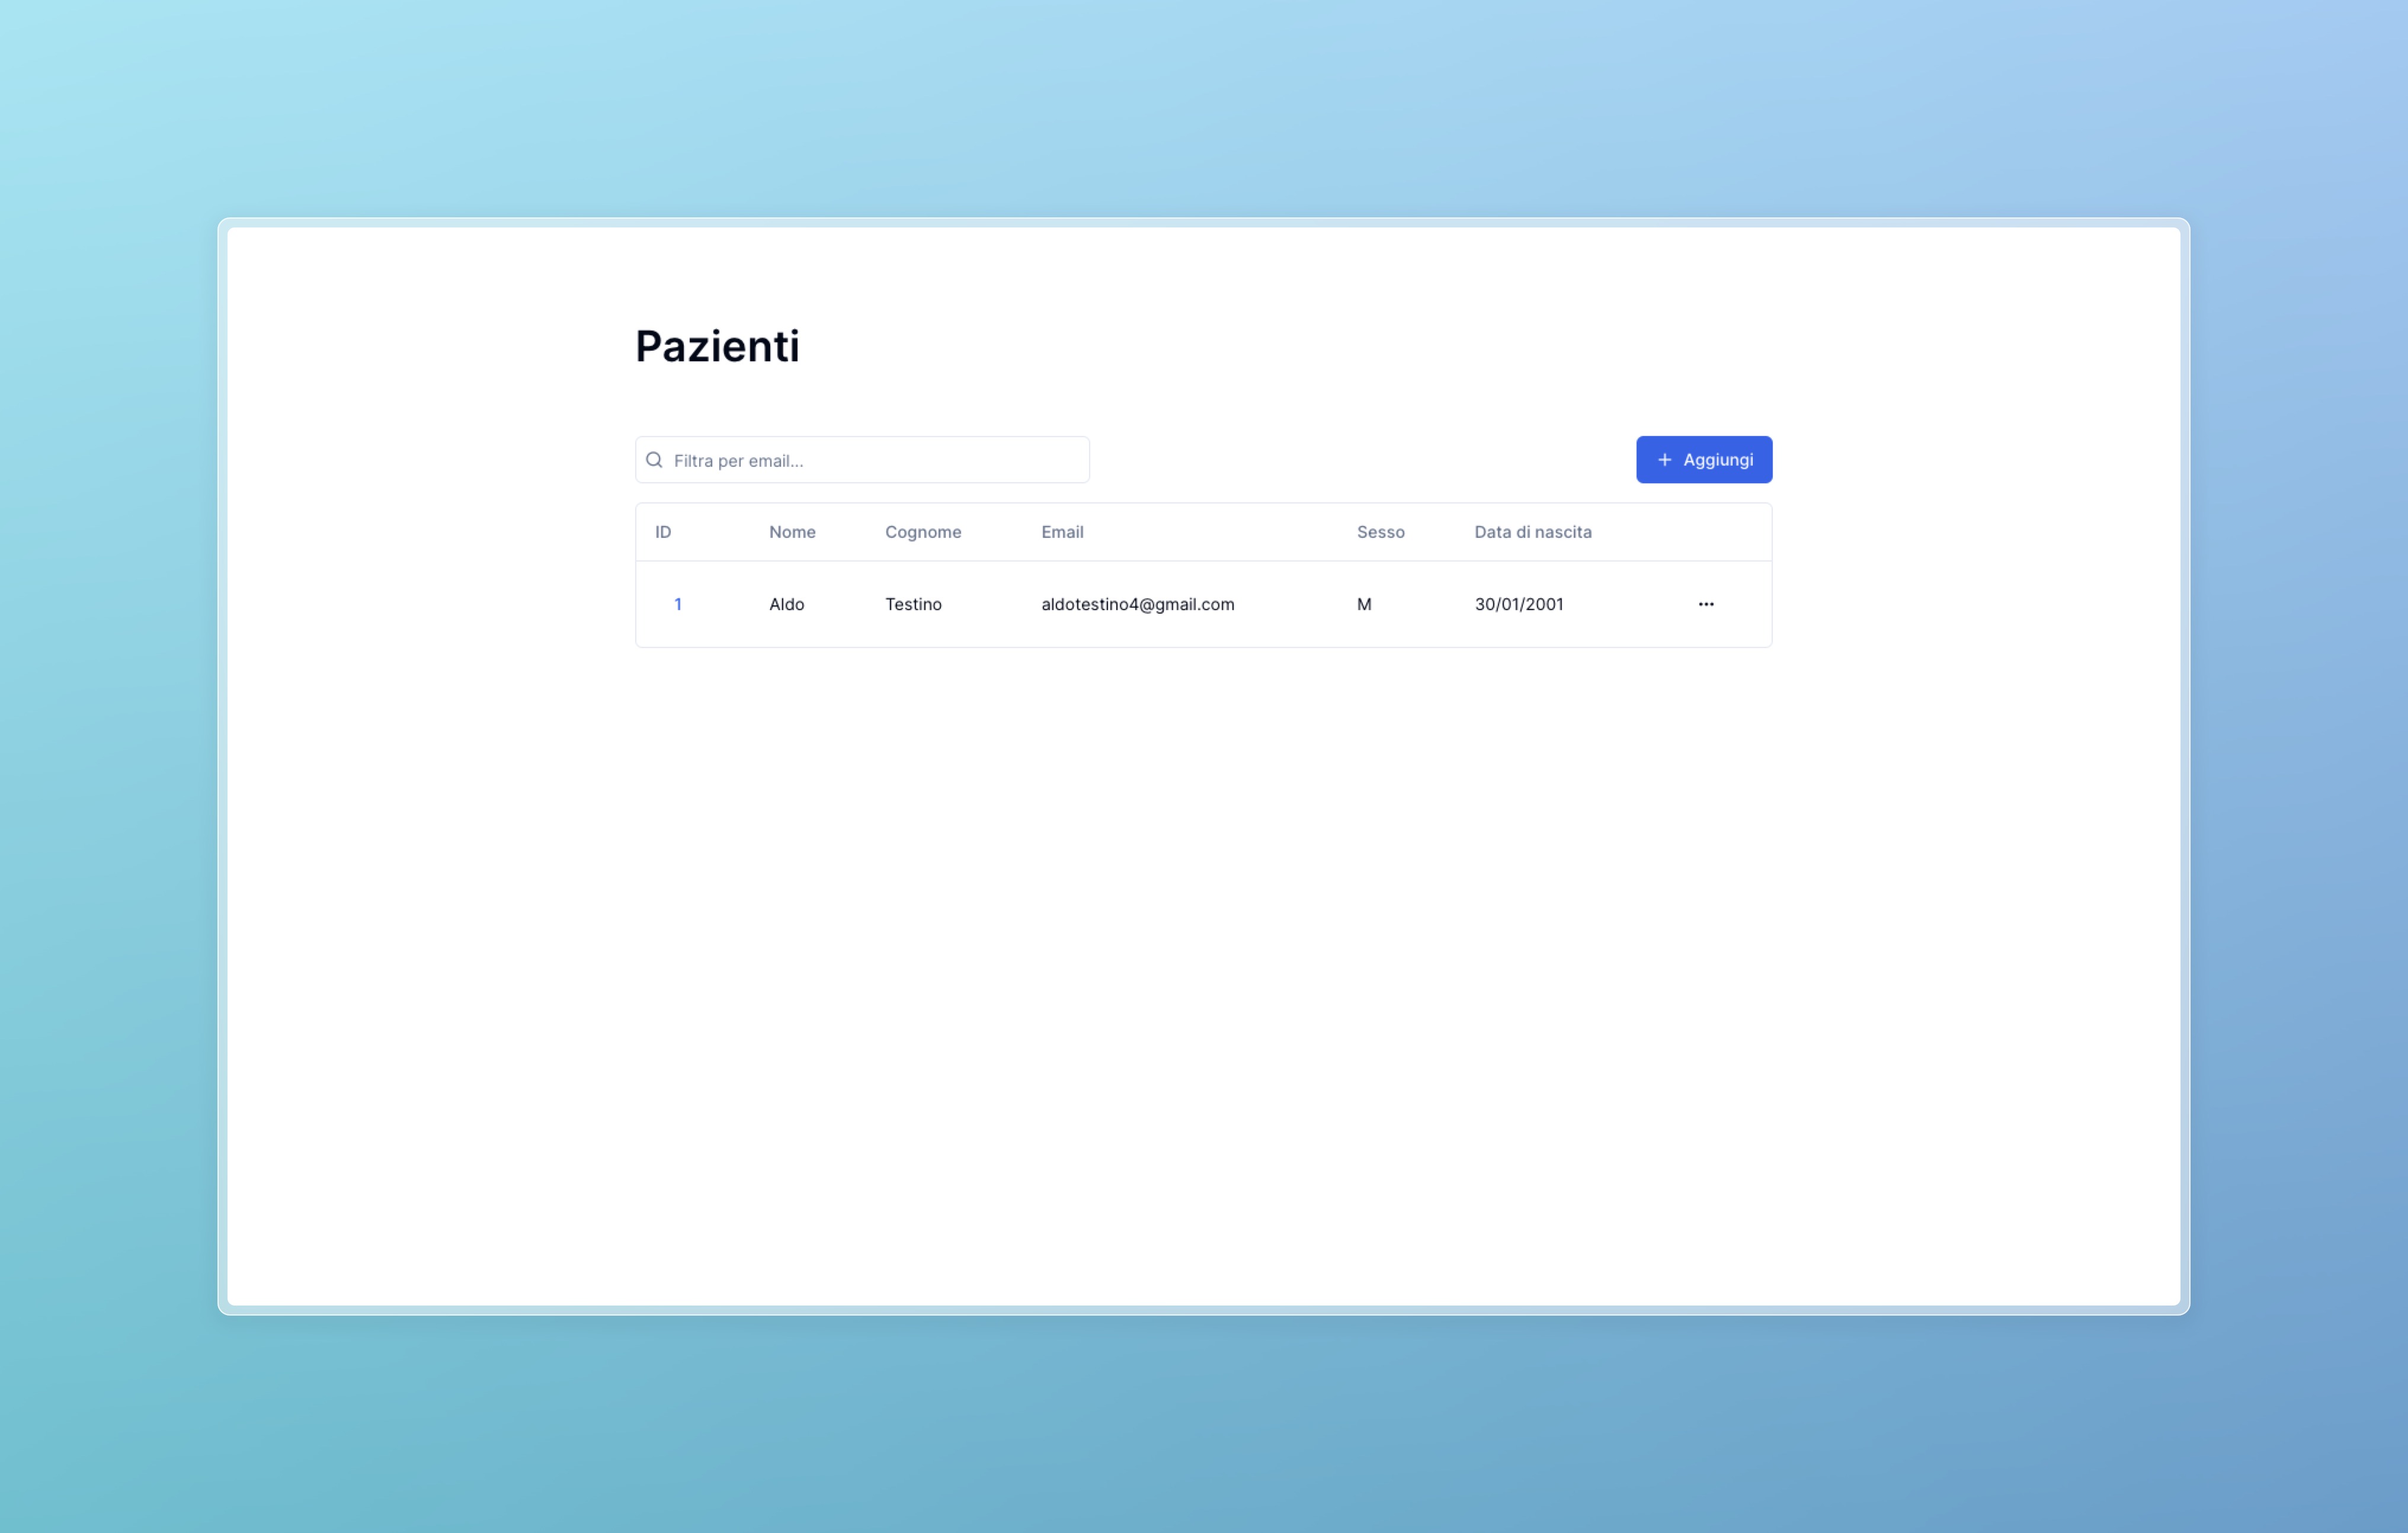 Pazienti
Filtra per email...
Aggiungi
ID Nome Cognome Email Sesso Data di nascita
1 Aldo Testino aldotestino4@gmail.com M 30/01/2001